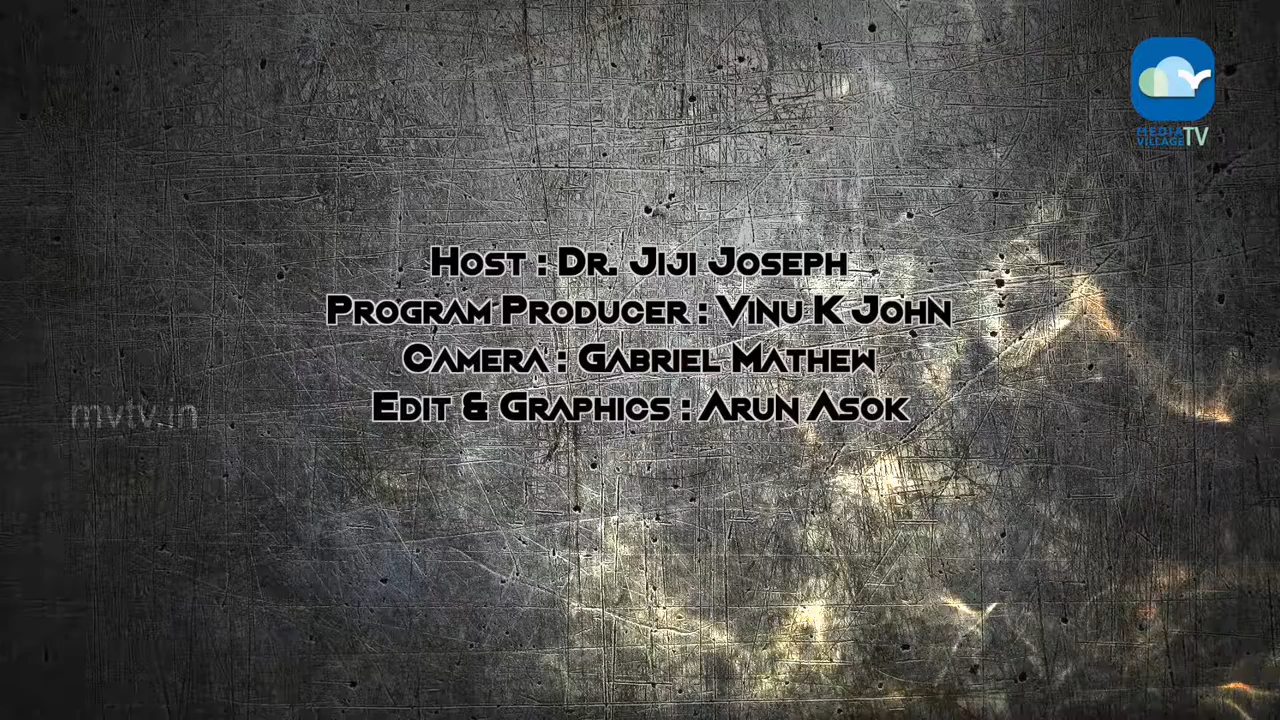 MEDIA
VILLAGE TV
Host : Dr. Jiji Joseph
Program Producer : Vinu K John
Camera : Gabriel Mathew
Edit & Graphics : Arun Asok
mvtv.in